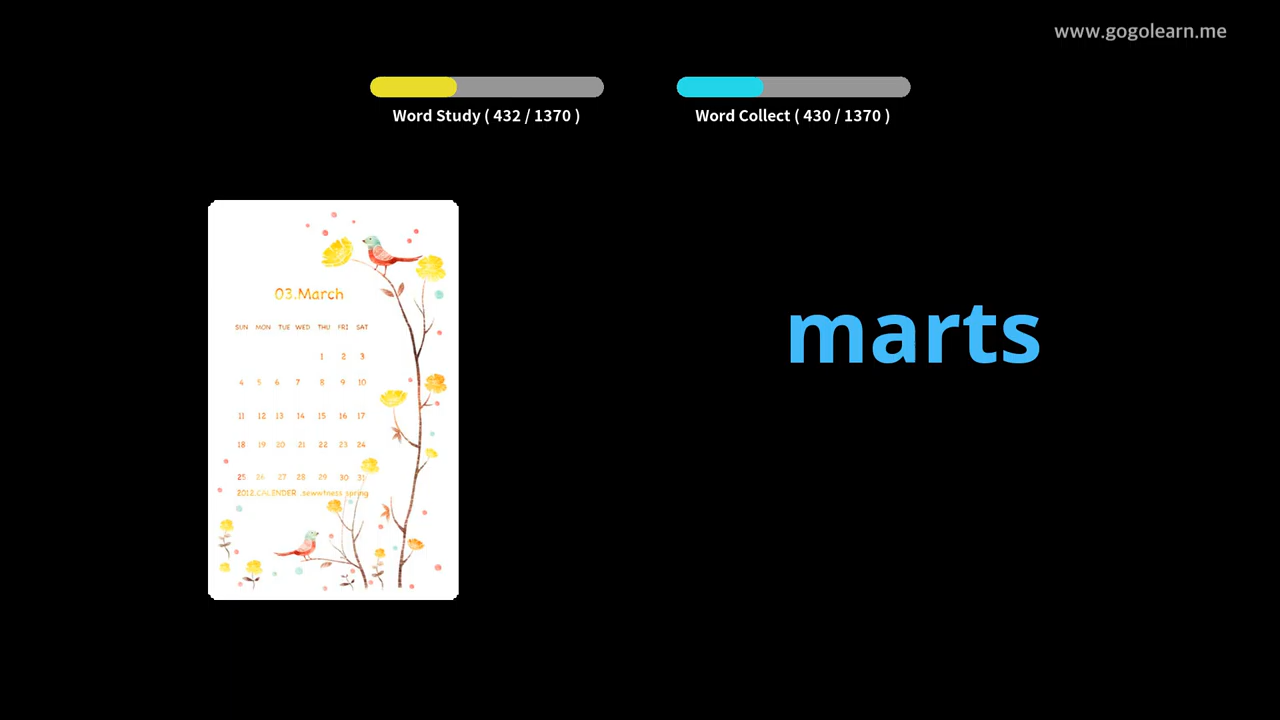 www.gogolearn.me
Word Study ( 432 / 1370 )
Word Collect ( 430 / 1370 )
03.March
SUN MON TUE WED THU FRI SAT
1 2 3
4 5 6 7 8 9 10
11 12 13 14 15 16 17
18 19 20 21 22 23 24
25 26 27 28 29 30 31
2012.CALENDER .sewwitness spring
marts